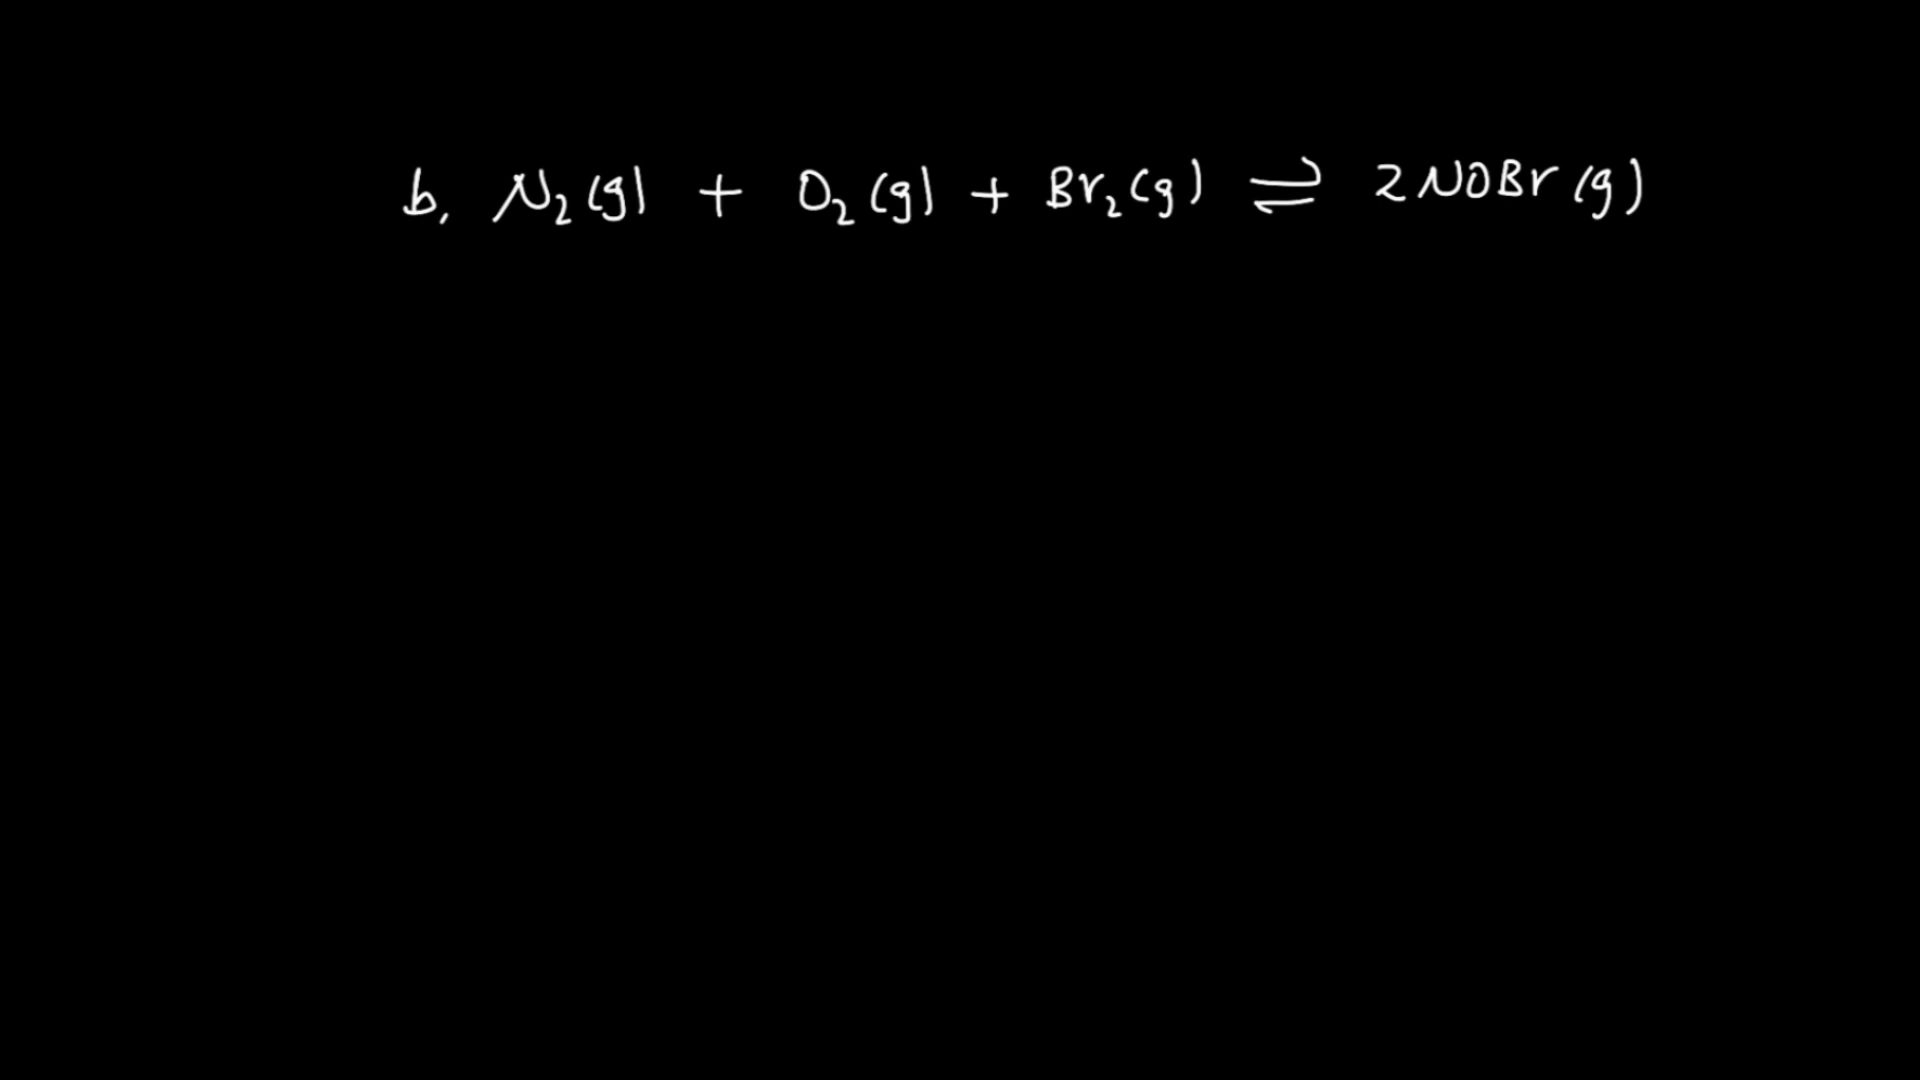 b. N₂(g) + O₂(g) + Br₂(g) ⇌ 2NOBr(g)